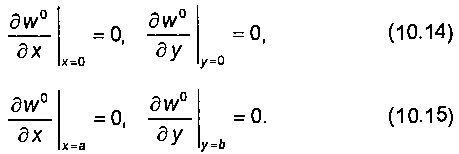 ∂w⁰/∂x |ₓ₌₀ = 0, ∂w⁰/∂y |_{y=0} = 0, (10.14)
∂w⁰/∂x |ₓ₌ₐ = 0, ∂w⁰/∂y |_{y=b} = 0. (10.15)